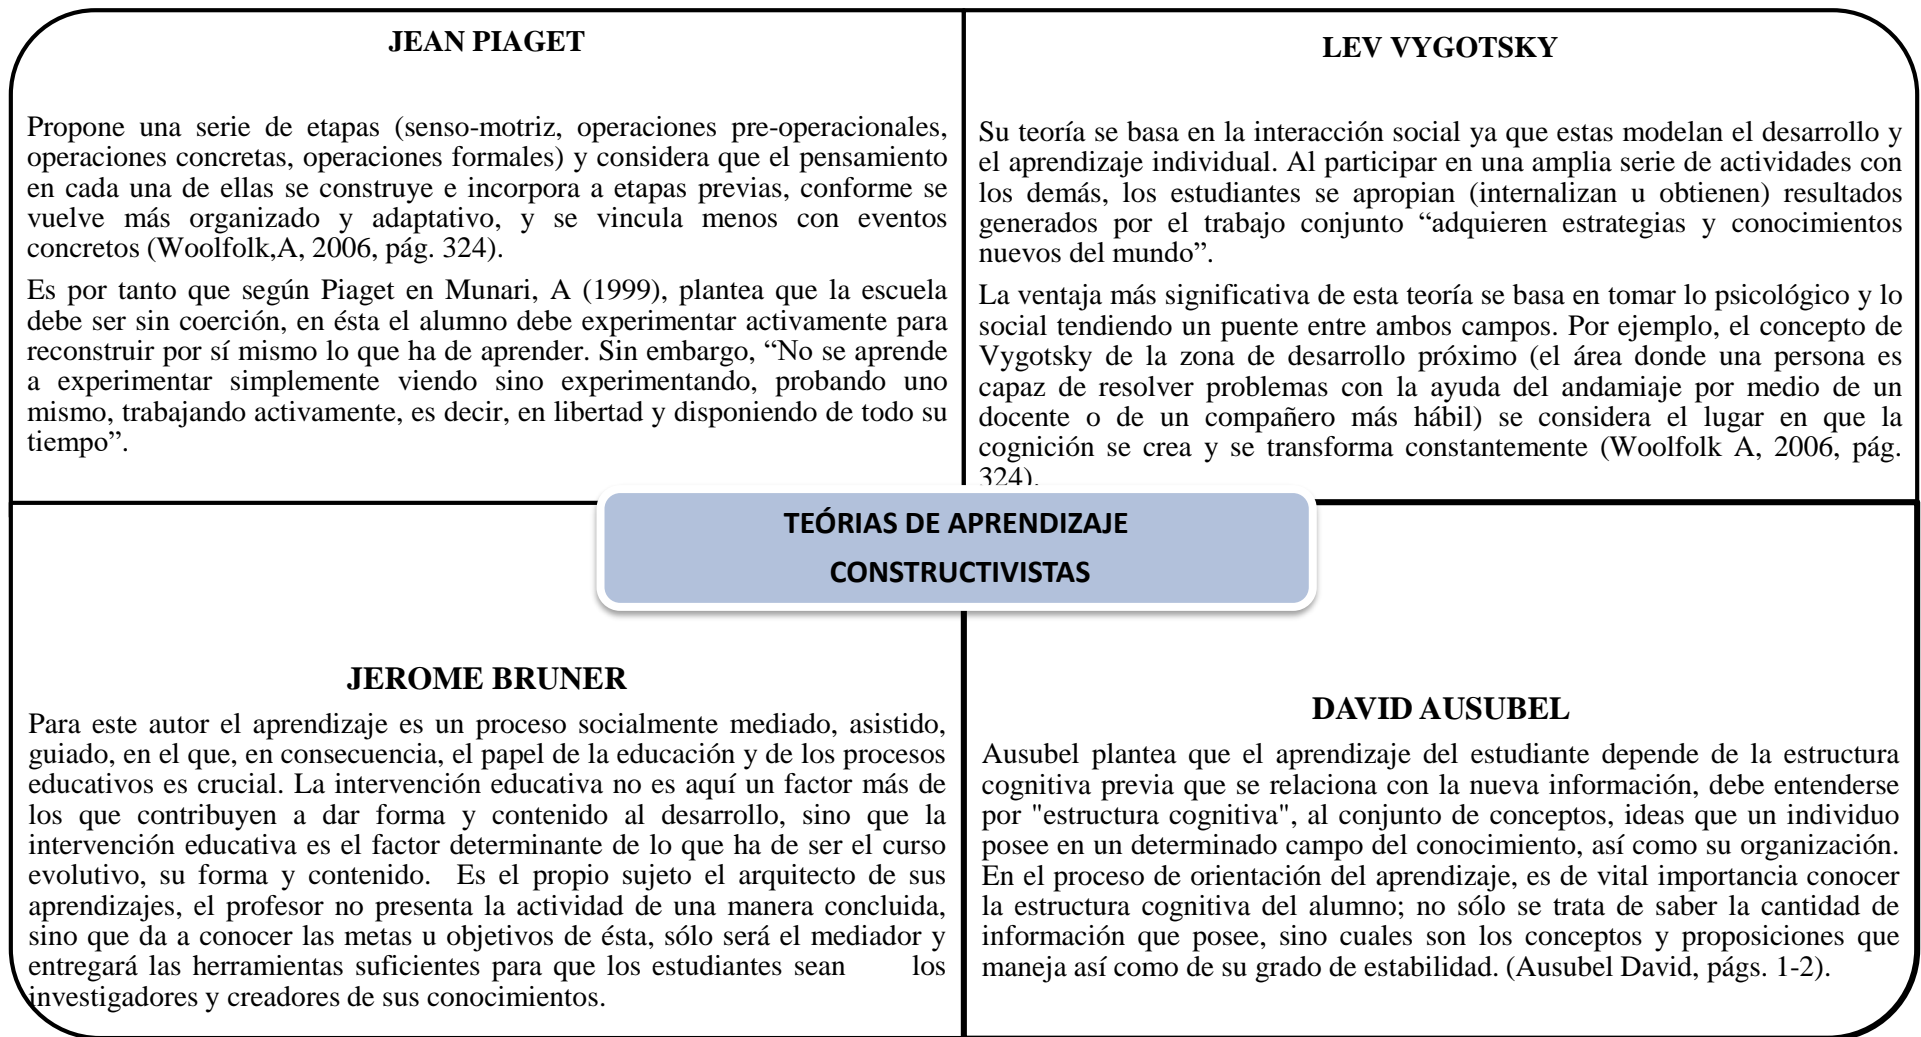 JEAN PIAGET
Propone una serie de etapas (senso-motriz, operaciones pre-operacionales,
operaciones concretas, operaciones formales) y considera que el pensamiento
en cada una de ellas se construye e incorpora a etapas previas, conforme se
vuelve más organizado y adaptativo, y se vincula menos con eventos
concretos (Woolfolk,A, 2006, pág. 324).
Es por tanto que según Piaget en Munari, A (1999), plantea que la escuela
debe ser sin coerción, en ésta el alumno debe experimentar activamente para
reconstruir por sí mismo lo que ha de aprender. Sin embargo, “No se aprende
a experimentar simplemente viendo sino experimentando, probando uno
mismo, trabajando activamente, es decir, en libertad y disponiendo de todo su
tiempo”.
LEV VYGOTSKY
Su teoría se basa en la interacción social ya que estas modelan el desarrollo y
el aprendizaje individual. Al participar en una amplia serie de actividades con
los demás, los estudiantes se apropian (internalizan u obtienen) resultados
generados por el trabajo conjunto “adquieren estrategias y conocimientos
nuevos del mundo”.
La ventaja más significativa de esta teoría se basa en tomar lo psicológico y lo
social tendiendo un puente entre ambos campos. Por ejemplo, el concepto de
Vygotsky de la zona de desarrollo próximo (el área donde una persona es
capaz de resolver problemas con la ayuda del andamiaje por medio de un
docente o de un compañero más hábil) se considera el lugar en que la
cognición se crea y se transforma constantemente (Woolfolk A, 2006, pág.
324).
TEÓRIAS DE APRENDIZAJE
CONSTRUCTIVISTAS
JEROME BRUNER
Para este autor el aprendizaje es un proceso socialmente mediado, asistido,
guiado, en el que, en consecuencia, el papel de la educación y de los procesos
educativos es crucial. La intervención educativa no es aquí un factor más de
los que contribuyen a dar forma y contenido al desarrollo, sino que la
intervención educativa es el factor determinante de lo que ha de ser el curso
evolutivo, su forma y contenido. Es el propio sujeto el arquitecto de sus
aprendizajes, el profesor no presenta la actividad de una manera concluida,
sino que da a conocer las metas u objetivos de ésta, sólo será el mediador y
entregará las herramientas suficientes para que los estudiantes sean los
investigadores y creadores de sus conocimientos.
DAVID AUSUBEL
Ausubel plantea que el aprendizaje del estudiante depende de la estructura
cognitiva previa que se relaciona con la nueva información, debe entenderse
por "estructura cognitiva", al conjunto de conceptos, ideas que un individuo
posee en un determinado campo del conocimiento, así como su organización.
En el proceso de orientación del aprendizaje, es de vital importancia conocer
la estructura cognitiva del alumno; no sólo se trata de saber la cantidad de
información que posee, sino cuales son los conceptos y proposiciones que
maneja así como de su grado de estabilidad. (Ausubel David, págs. 1-2).